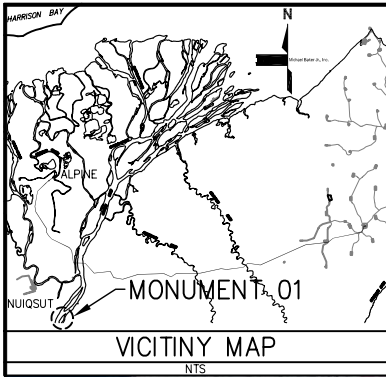 HARRISON BAY
N
Michael Baker Jr., Inc.
ALPINE
MONUMENT 01
NUIQSUT
VICITINY MAP
NTS